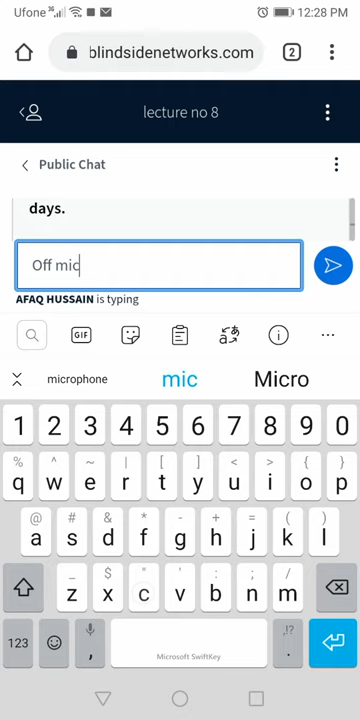 Ufone 3G 12:28 PM
blindsidenetworks.com 2
lecture no 8
Public Chat
days.
Off mic
AFAQ HUSSAIN is typing
GIF
microphone mic Micro
1 2 3 4 5 6 7 8 9 0
% ^ ~ | [ ] < > { }
q w e r t y u i o p
@ # & * - + = ( )
a s d f g h j k l
_ $ " ' : ; /
z x c v b n m
123 , Microsoft SwiftKey ,!? .